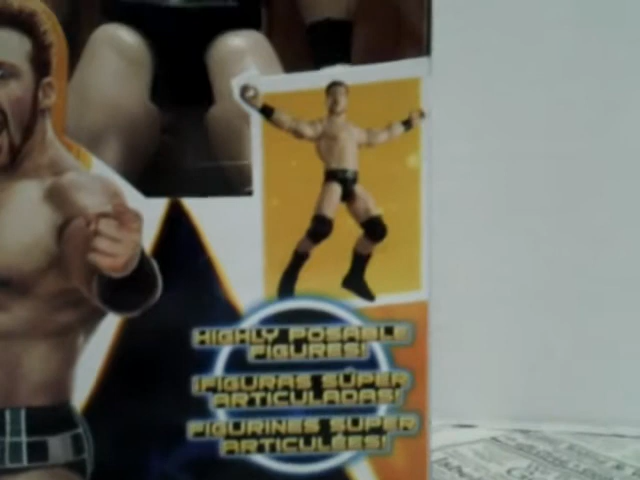 HIGHLY POSABLE
FIGURES!
¡FIGURAS SÚPER
ARTICULADAS!
FIGURINES SUPER
ARTICULÉES!